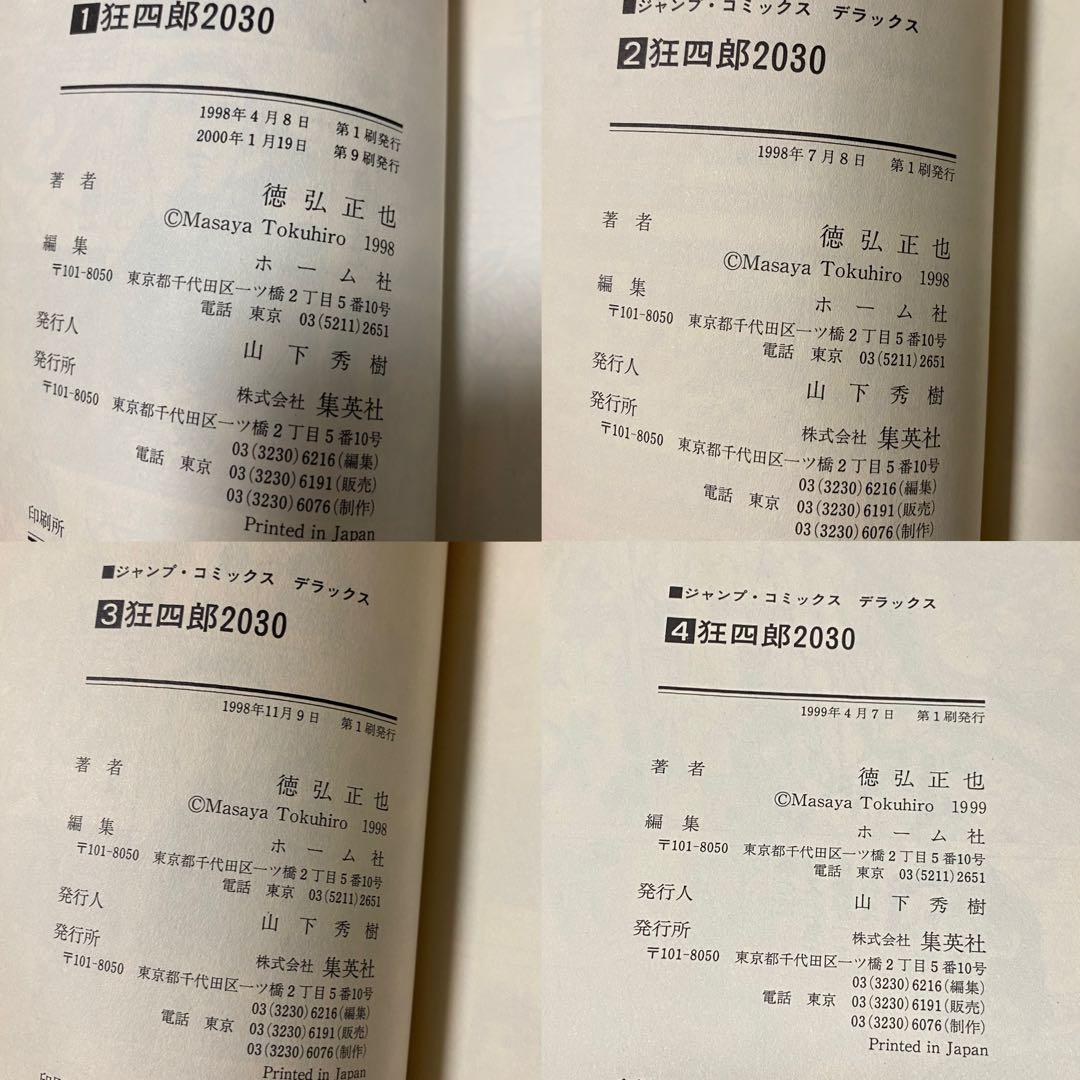 1 狂四郎2030
1998年4月8日 第1刷発行
2000年1月19日 第9刷発行
著者 徳弘正也
©Masaya Tokuhiro 1998
編集 ホーム社
〒101-8050 東京都千代田区一ツ橋2丁目5番10号
電話 東京 03(5211)2651
発行人 山下秀樹
発行所 株式会社 集英社
〒101-8050 東京都千代田区一ツ橋2丁目5番10号
03(3230)6216(編集)
電話 東京 03(3230)6191(販売)
03(3230)6076(制作)
印刷所
Printed in Japan
■ジャンプ・コミックス デラックス
2 狂四郎2030
1998年7月8日 第1刷発行
著者 徳弘正也
©Masaya Tokuhiro 1998
編集 ホーム社
〒101-8050 東京都千代田区一ツ橋2丁目5番10号
電話 東京 03(5211)2651
発行人 山下秀樹
発行所 株式会社 集英社
〒101-8050 東京都千代田区一ツ橋2丁目5番10号
03(3230)6216(編集)
電話 東京 03(3230)6191(販売)
03(3230)6076(制作)
■ジャンプ・コミックス デラックス
3 狂四郎2030
1998年11月9日 第1刷発行
著者 徳弘正也
©Masaya Tokuhiro 1998
編集 ホーム社
〒101-8050 東京都千代田区一ツ橋2丁目5番10号
電話 東京 03(5211)2651
発行人 山下秀樹
発行所 株式会社 集英社
〒101-8050 東京都千代田区一ツ橋2丁目5番10号
03(3230)6216(編集)
電話 東京 03(3230)6191(販売)
03(3230)6076(制作)
Printed in Japan
■ジャンプ・コミックス デラックス
4 狂四郎2030
1999年4月7日 第1刷発行
著者 徳弘正也
©Masaya Tokuhiro 1999
編集 ホーム社
〒101-8050 東京都千代田区一ツ橋2丁目5番10号
電話 東京 03(5211)2651
発行人 山下秀樹
発行所 株式会社 集英社
〒101-8050 東京都千代田区一ツ橋2丁目5番10号
03(3230)6216(編集)
電話 東京 03(3230)6191(販売)
03(3230)6076(制作)
Printed in Japan